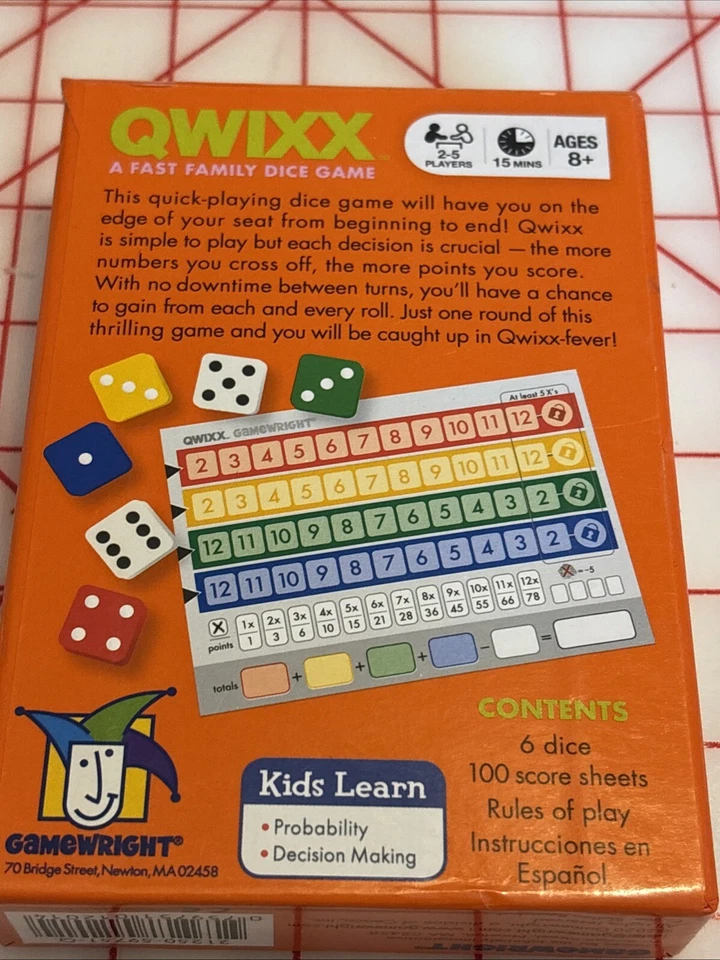 QWIXX™
A FAST FAMILY DICE GAME
2-5 PLAYERS
15 MINS
AGES 8+
This quick-playing dice game will have you on the
edge of your seat from beginning to end! Qwixx
is simple to play but each decision is crucial — the more
numbers you cross off, the more points you score.
With no downtime between turns, you'll have a chance
to gain from each and every roll. Just one round of this
thrilling game and you will be caught up in Qwixx-fever!
QWIXX™ GAMEWRIGHT
At least 5 X's
2 3 4 5 6 7 8 9 10 11 12
2 3 4 5 6 7 8 9 10 11 12
12 11 10 9 8 7 6 5 4 3 2
12 11 10 9 8 7 6 5 4 3 2
X 1x 2x 3x 4x 5x 6x 7x 8x 9x 10x 11x 12x
points 1 3 6 10 15 21 28 36 45 55 66 78
X = -5
totals + + + - =
CONTENTS
6 dice
100 score sheets
Rules of play
Instrucciones en
Español
Kids Learn
• Probability
• Decision Making
GAMEWRIGHT®
70 Bridge Street, Newton, MA 02458
GAMEWRIGHT